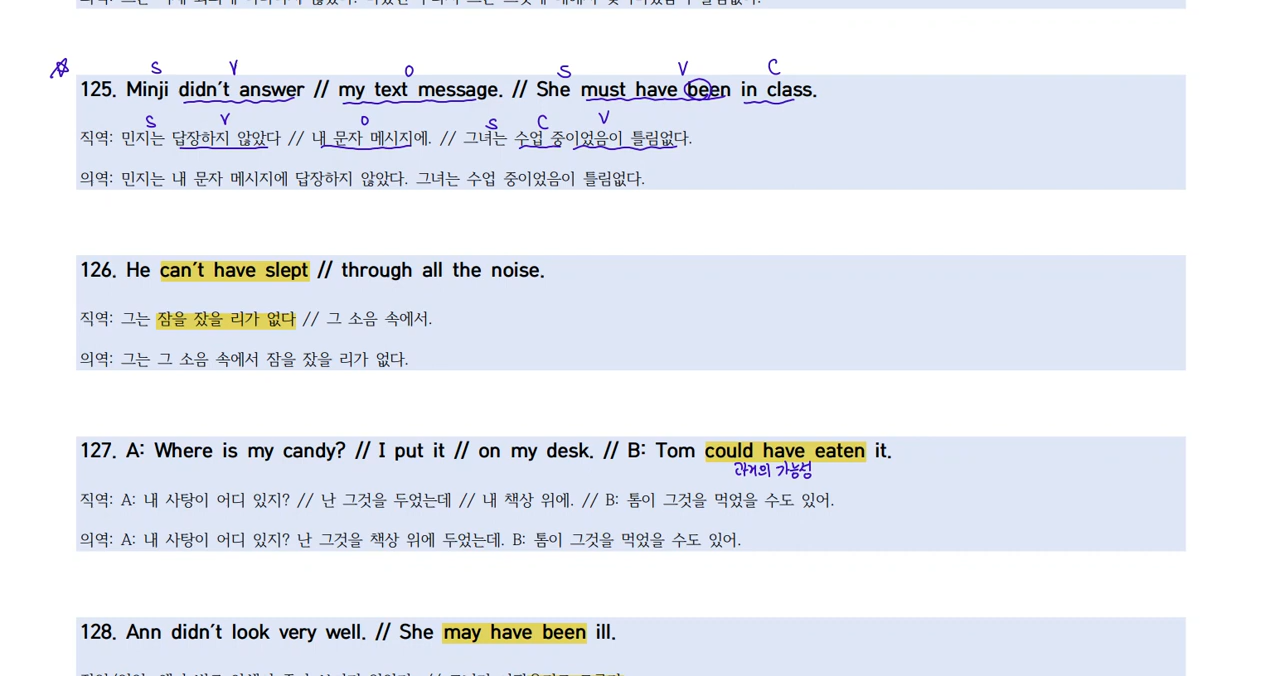 S V O S V C
125. Minji didn't answer // my text message. // She must have been in class.
S V O S C V
직역: 민지는 답장하지 않았다 // 내 문자 메시지에. // 그녀는 수업 중이었음이 틀림없다.
의역: 민지는 내 문자 메시지에 답장하지 않았다. 그녀는 수업 중이었음이 틀림없다.
126. He can't have slept // through all the noise.
직역: 그는 잠을 잤을 리가 없다 // 그 소음 속에서.
의역: 그는 그 소음 속에서 잠을 잤을 리가 없다.
127. A: Where is my candy? // I put it // on my desk. // B: Tom could have eaten it.
과거의 가능성
직역: A: 내 사탕이 어디 있지? // 난 그것을 두었는데 // 내 책상 위에. // B: 톰이 그것을 먹었을 수도 있어.
의역: A: 내 사탕이 어디 있지? 난 그것을 책상 위에 두었는데. B: 톰이 그것을 먹었을 수도 있어.
128. Ann didn't look very well. // She may have been ill.